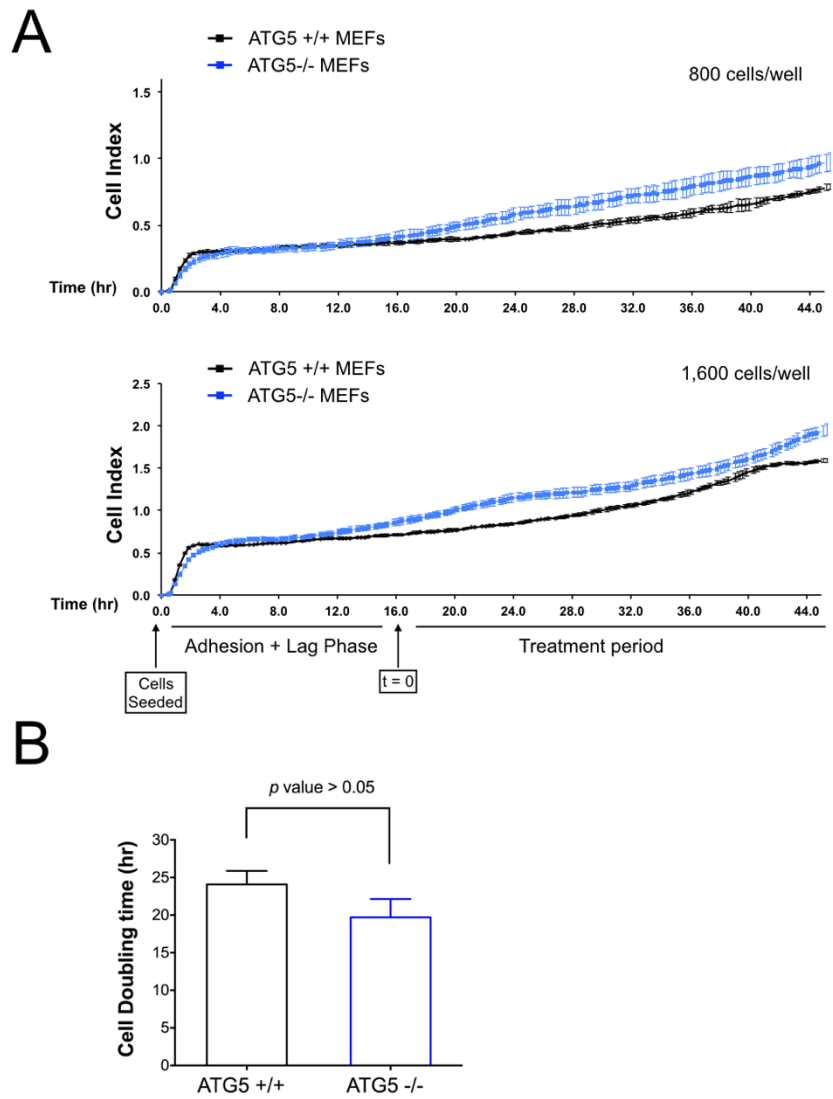 A
ATG5 +/+ MEFs
ATG5-/- MEFs
800 cells/well
Cell Index
1.5
1.0
0.5
0.0
Time (hr)
0.0 4.0 8.0 12.0 16.0 20.0 24.0 28.0 32.0 36.0 40.0 44.0
ATG5 +/+ MEFs
ATG5-/- MEFs
1,600 cells/well
Cell Index
2.5
2.0
1.5
1.0
0.5
0.0
Time (hr)
0.0 4.0 8.0 12.0 16.0 20.0 24.0 28.0 32.0 36.0 40.0 44.0
Adhesion + Lag Phase
Treatment period
Cells
Seeded
t = 0
B
p value > 0.05
Cell Doubling time (hr)
30
25
20
15
10
5
0
ATG5 +/+ ATG5 -/-